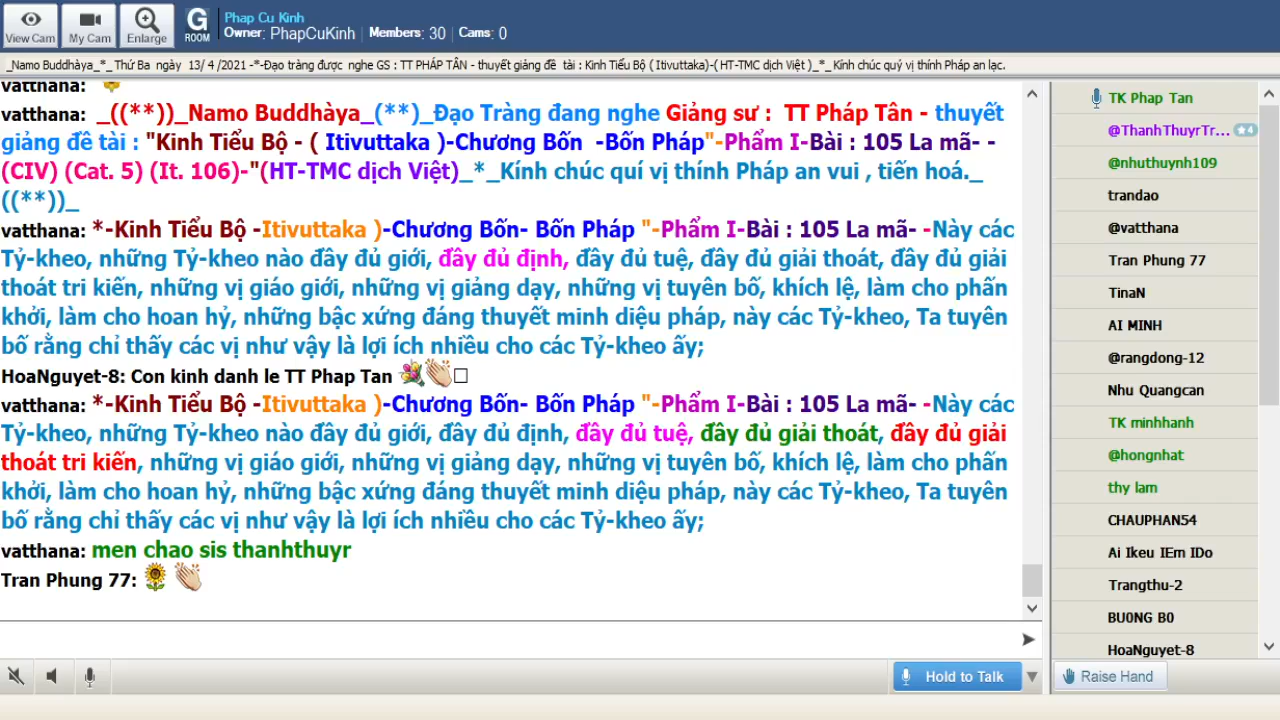 View Cam
My Cam
Enlarge
G ROOM
Phap Cu Kinh
Owner: PhapCuKinh | Members: 30 | Cams: 0
_Namo Buddhàya_*_ Thứ Ba ngày 13/ 4 /2021 -*-Đạo tràng được nghe GS : TT PHÁP TÂN - thuyết giảng đề tài : Kinh Tiểu Bộ ( Itivuttaka)-( HT-TMC dịch Việt )_*_ Kính chúc quý vị thính Pháp an lạc.
vatthana:
vatthana: _((**))_Namo Buddhàya_(**)_Đạo Tràng đang nghe Giảng sư : TT Pháp Tân - thuyết
giảng đề tài : "Kinh Tiểu Bộ - ( Itivuttaka )-Chương Bốn -Bốn Pháp"-Phẩm I-Bài : 105 La mã- -
(CIV) (Cat. 5) (It. 106)-"(HT-TMC dịch Việt)_*_Kính chúc quí vị thính Pháp an vui , tiến hoá._
((**))_
vatthana: *-Kinh Tiểu Bộ -Itivuttaka )-Chương Bốn- Bốn Pháp "-Phẩm I-Bài : 105 La mã- -Này các
Tỷ-kheo, những Tỷ-kheo nào đầy đủ giới, đầy đủ định, đầy đủ tuệ, đầy đủ giải thoát, đầy đủ giải
thoát tri kiến, những vị giáo giới, những vị giảng dạy, những vị tuyên bố, khích lệ, làm cho phấn
khởi, làm cho hoan hỷ, những bậc xứng đáng thuyết minh diệu pháp, này các Tỷ-kheo, Ta tuyên
bố rằng chỉ thấy các vị như vậy là lợi ích nhiều cho các Tỷ-kheo ấy;
HoaNguyet-8: Con kinh danh le TT Phap Tan
vatthana: *-Kinh Tiểu Bộ -Itivuttaka )-Chương Bốn- Bốn Pháp "-Phẩm I-Bài : 105 La mã- -Này các
Tỷ-kheo, những Tỷ-kheo nào đầy đủ giới, đầy đủ định, đầy đủ tuệ, đầy đủ giải thoát, đầy đủ giải
thoát tri kiến, những vị giáo giới, những vị giảng dạy, những vị tuyên bố, khích lệ, làm cho phấn
khởi, làm cho hoan hỷ, những bậc xứng đáng thuyết minh diệu pháp, này các Tỷ-kheo, Ta tuyên
bố rằng chỉ thấy các vị như vậy là lợi ích nhiều cho các Tỷ-kheo ấy;
vatthana: men chao sis thanhthuyr
Tran Phung 77:
Hold to Talk
TK Phap Tan
@ThanhThuyrTr... 4
@nhuthuynh109
trandao
@vatthana
Tran Phung 77
TinaN
AI MINH
@rangdong-12
Nhu Quangcan
TK minhhanh
@hongnhat
thy lam
CHAUPHAN54
Ai Ikeu IEm IDo
Trangthu-2
BU0NG B0
HoaNguyet-8
Raise Hand